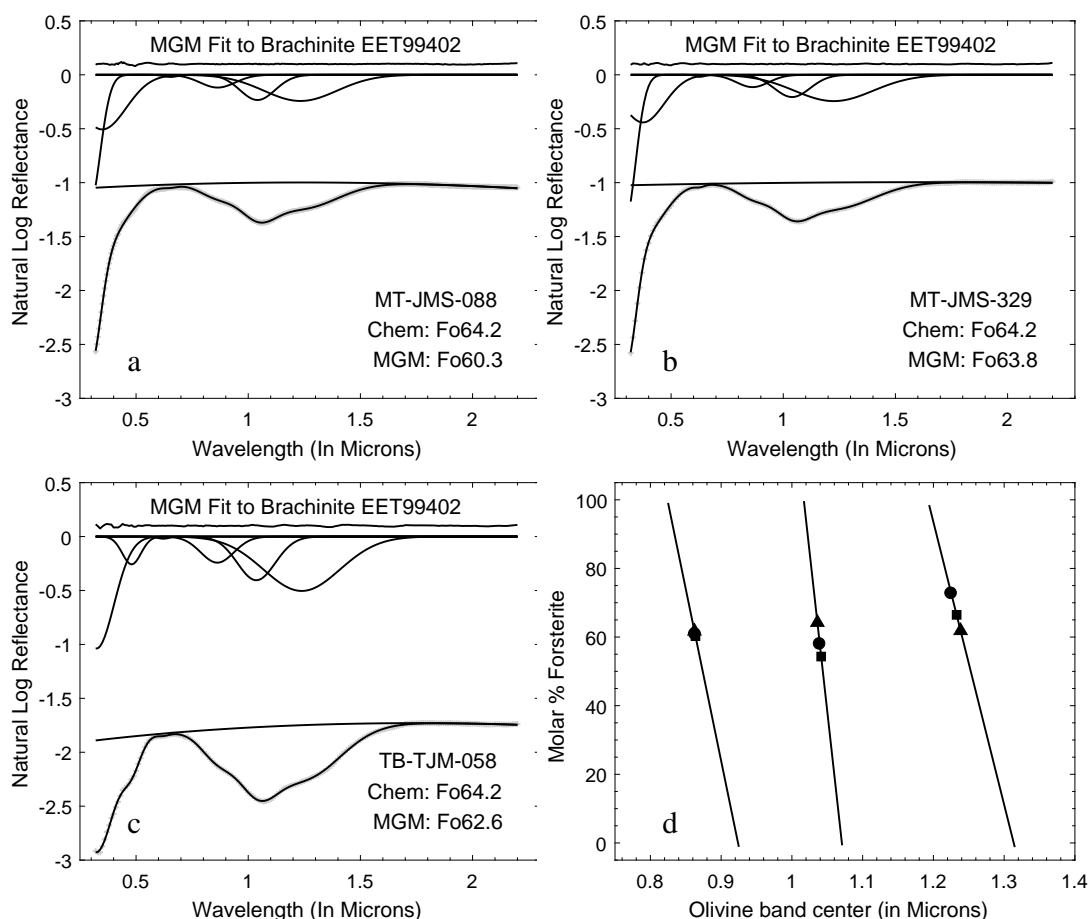 MGM Fit to Brachinite EET99402
0.5
0
-0.5
-1
-1.5
-2
-2.5
-3
Natural Log Reflectance
MT-JMS-088
Chem: Fo64.2
MGM: Fo60.3
a
0.5
1
1.5
2
Wavelength (In Microns)
MGM Fit to Brachinite EET99402
0.5
0
-0.5
-1
-1.5
-2
-2.5
-3
Natural Log Reflectance
MT-JMS-329
Chem: Fo64.2
MGM: Fo63.8
b
0.5
1
1.5
2
Wavelength (In Microns)
MGM Fit to Brachinite EET99402
0.5
0
-0.5
-1
-1.5
-2
-2.5
-3
Natural Log Reflectance
TB-TJM-058
Chem: Fo64.2
MGM: Fo62.6
c
0.5
1
1.5
2
Wavelength (In Microns)
100
80
60
40
20
0
Molar % Forsterite
d
0.8
0.9
1
1.1
1.2
1.3
1.4
Olivine band center (in Microns)